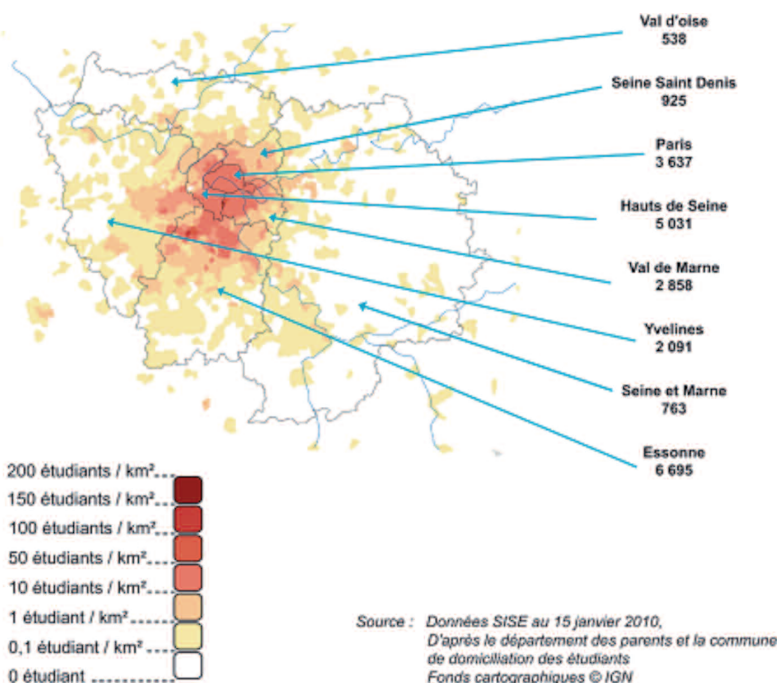 Val d'oise
538
Seine Saint Denis
925
Paris
3 637
Hauts de Seine
5 031
Val de Marne
2 858
Yvelines
2 091
Seine et Marne
763
Essonne
6 695
200 étudiants / km²
150 étudiants / km²
100 étudiants / km²
50 étudiants / km²
10 étudiants / km²
1 étudiant / km²
0,1 étudiant / km²
0 étudiant
Source : Données SISE au 15 janvier 2010,
D'après le département des parents et la commune
de domiciliation des étudiants
Fonds cartographiques © IGN